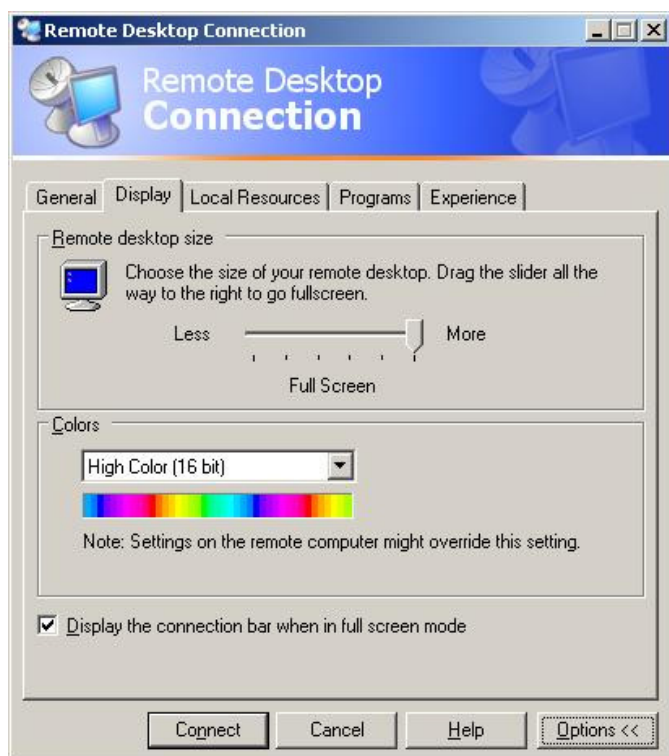 Remote Desktop Connection
Remote Desktop
Connection
General Display Local Resources Programs Experience
Remote desktop size
Choose the size of your remote desktop. Drag the slider all the
way to the right to go fullscreen.
Less More
Full Screen
Colors
High Color (16 bit)
Note: Settings on the remote computer might override this setting.
Display the connection bar when in full screen mode
Connect Cancel Help Options <<